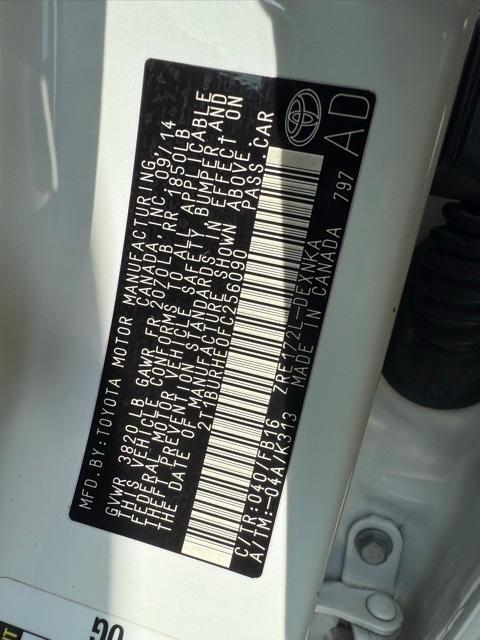 MFD. BY: TOYOTA MOTOR MANUFACTURING
CANADA, INC. 09/14
GVWR 3820LB GAWR FR 2070LB RR 1850LB
THIS VEHICLE CONFORMS TO ALL APPLICABLE
FEDERAL MOTOR VEHICLE SAFETY, BUMPER AND
THEFT PREVENTION STANDARDS IN EFFECT ON
THE DATE OF MANUFACTURE SHOWN ABOVE.
2T1BURHE0FC256090 PASS. CAR
C/TR: 040/FB16 ZRE172L-DEXNKA
A/TM: -04A/K313 MADE IN CANADA 797
AD
OG